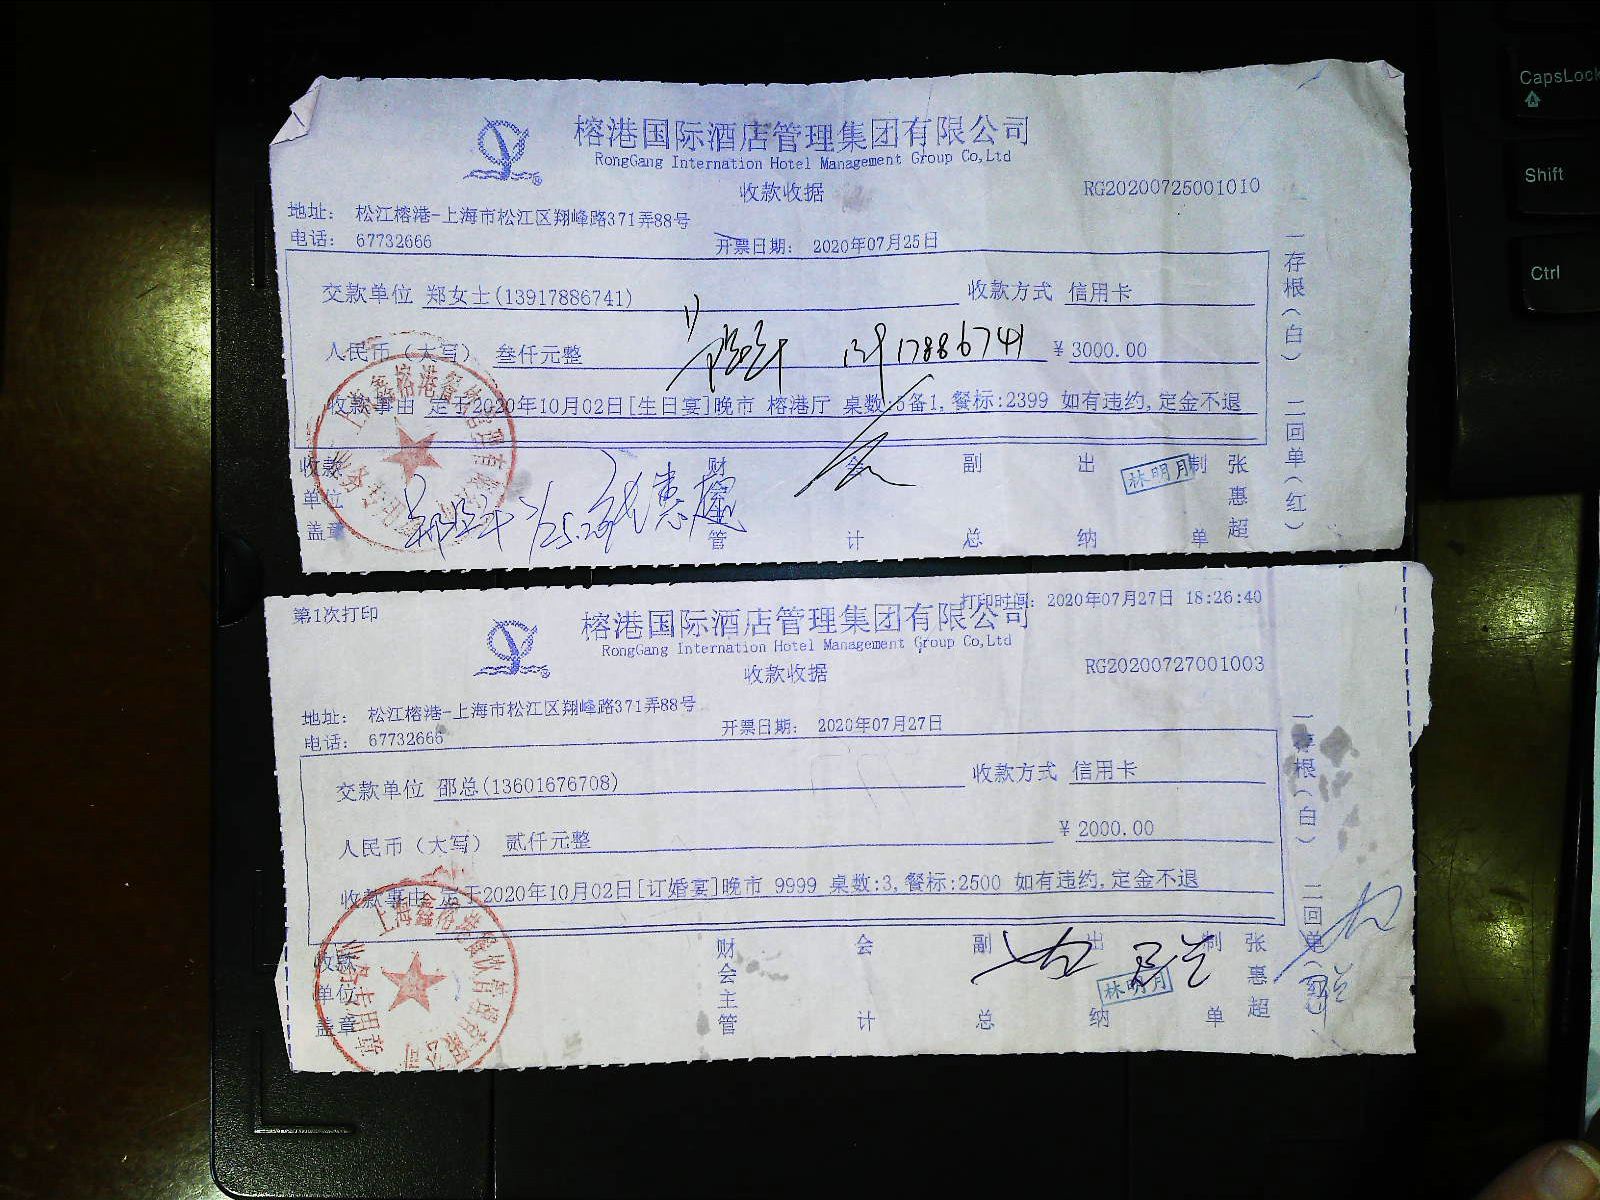 榕港国际酒店管理集团有限公司
RongGang Internation Hotel Management Group Co,Ltd
收款收据
RG20200725001010
地址： 松江榕港-上海市松江区翔峰路371弄88号
电话： 67732666
开票日期： 2020年07月25日
交款单位 郑女士(13917886741) 收款方式 信用卡
人民币（大写） 叁仟元整 13917886741 ￥3000.00
收款事由 定于2020年10月02日[生日宴]晚市 榕港厅 桌数:5备1,餐标:2399 如有违约,定金不退
收款单位盖章 财会主管 会计 副总 出纳 林明月 制单 张惠超
一存根（白） 二回单（红）
第1次打印
打印时间： 2020年07月27日 18:26:40
榕港国际酒店管理集团有限公司
RongGang Internation Hotel Management Group Co,Ltd
收款收据
RG20200727001003
地址： 松江榕港-上海市松江区翔峰路371弄88号
电话： 67732666
开票日期： 2020年07月27日
交款单位 邵总(13601676708) 收款方式 信用卡
人民币（大写） 贰仟元整 ￥2000.00
收款事由 定于2020年10月02日[订婚宴]晚市 9999 桌数:3,餐标:2500 如有违约,定金不退
收款单位盖章 财会主管 会计 副总 出纳 林明月 制单 张惠超
一存根（白） 二回单（红）
CapsLock
Shift
Ctrl